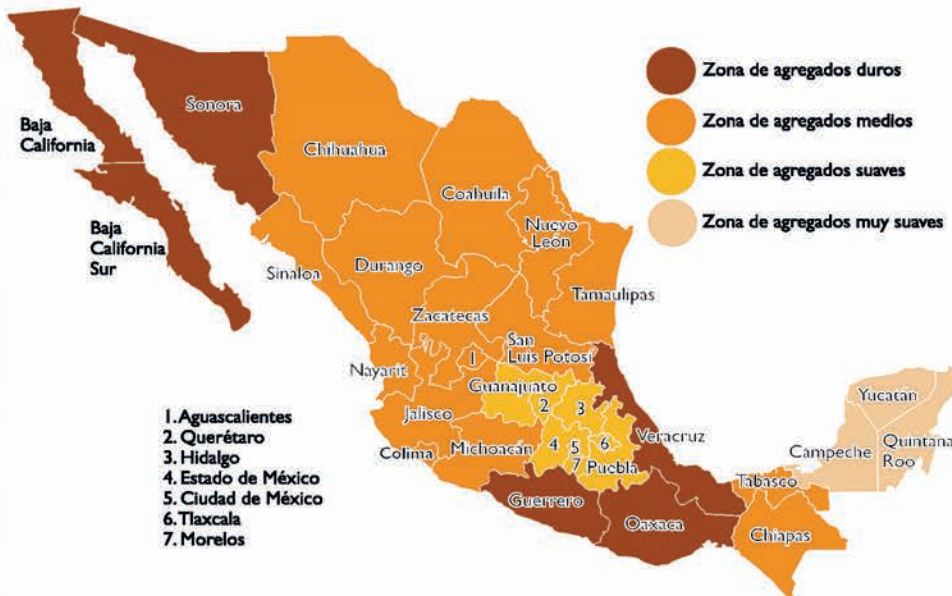 Zona de agregados duros
Zona de agregados medios
Zona de agregados suaves
Zona de agregados muy suaves
Baja
California
Baja
California
Sur
Sonora
Chihuahua
Coahuila
Nuevo
León
Sinaloa
Durango
Tamaulipas
Zacatecas
San
Luis Potosí
Nayarit
1
Guanajuato
2
3
Jalisco
Michoacán
4
5
6
7
Puebla
Veracruz
Colima
Guerrero
Oaxaca
Tabasco
Chiapas
Campeche
Yucatán
Quintana
Roo
1. Aguascalientes
2. Querétaro
3. Hidalgo
4. Estado de México
5. Ciudad de México
6. Tlaxcala
7. Morelos